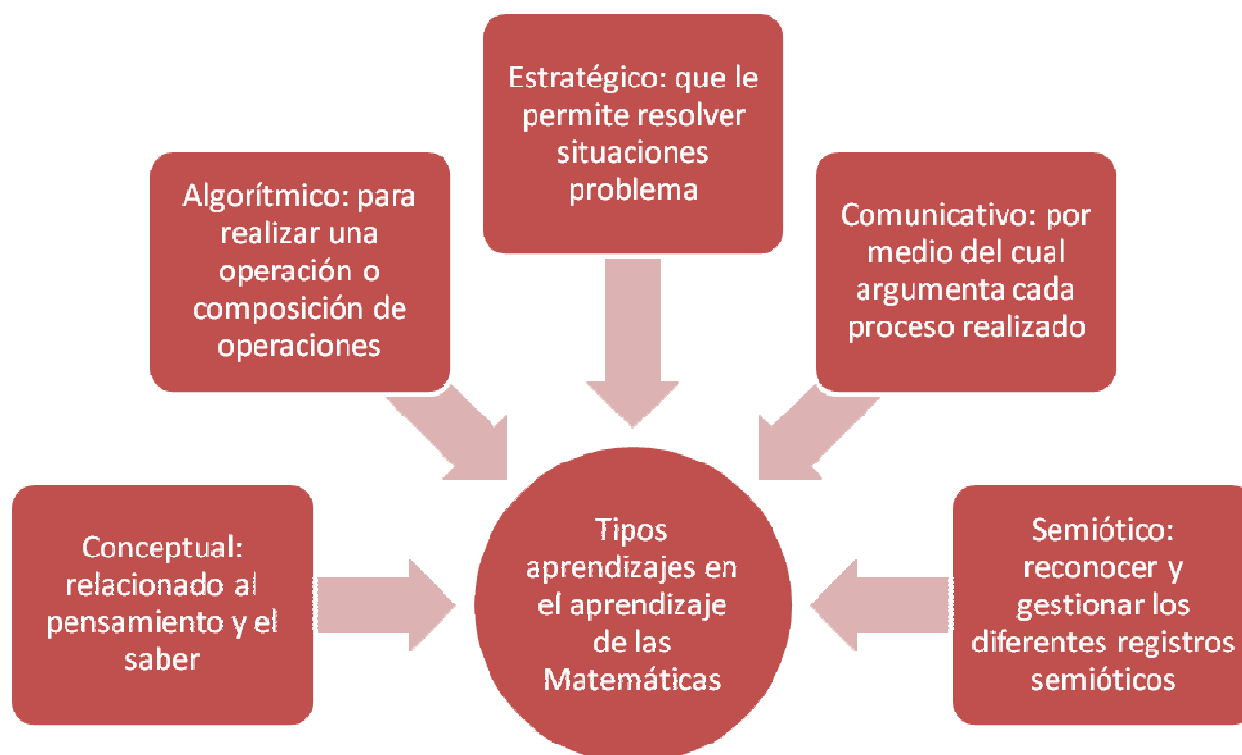 Estratégico: que le
permite resolver
situaciones
problema
Algorítmico: para
realizar una
operación o
composición de
operaciones
Comunicativo: por
medio del cual
argumenta cada
proceso realizado
Conceptual:
relacionado al
pensamiento y el
saber
Tipos
aprendizajes en
el aprendizaje
de las
Matemáticas
Semiótico:
reconocer y
gestionar los
diferentes registros
semióticos